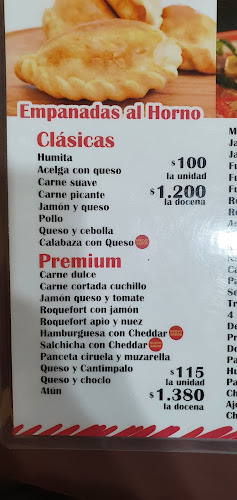 Empanadas al Horno
Clásicas
Humita
Acelga con queso
Carne suave
Carne picante
Jamón y queso
Pollo
Queso y cebolla
Calabaza con Queso
$100
la unidad
$1.200
la docena
Premium
Carne dulce
Carne cortada cuchillo
Jamón queso y tomate
Roquefort con jamón
Roquefort apio y nuez
Hamburguesa con Cheddar
Salchicha con Cheddar
Panceta ciruela y muzarella
Queso y Cantimpalo
Queso y choclo
Atún
$115
la unidad
$1.380
la docena